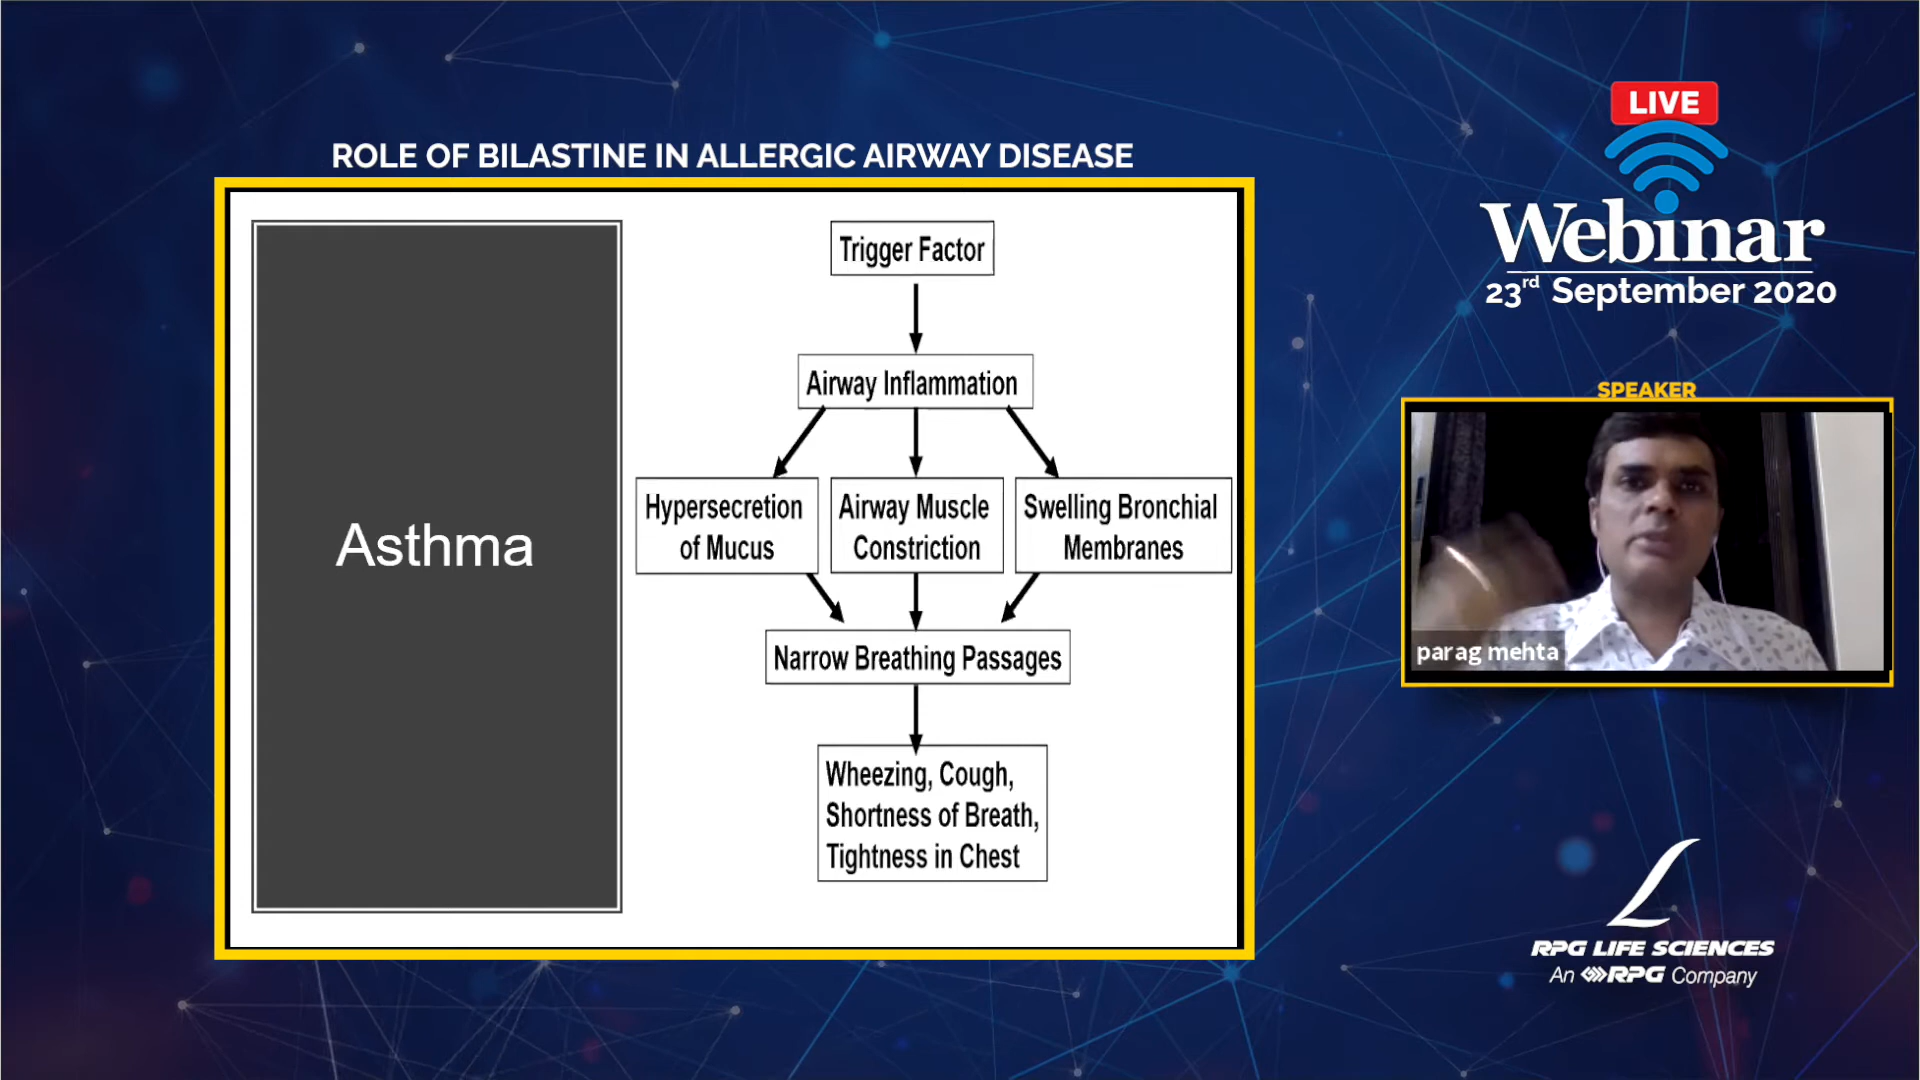 ROLE OF BILASTINE IN ALLERGIC AIRWAY DISEASE
Asthma
Trigger Factor
Airway Inflammation
Hypersecretion
of Mucus
Airway Muscle
Constriction
Swelling Bronchial
Membranes
Narrow Breathing Passages
Wheezing, Cough,
Shortness of Breath,
Tightness in Chest
LIVE
Webinar
23rd September 2020
SPEAKER
parag mehta
RPG LIFE SCIENCES
An RPG Company